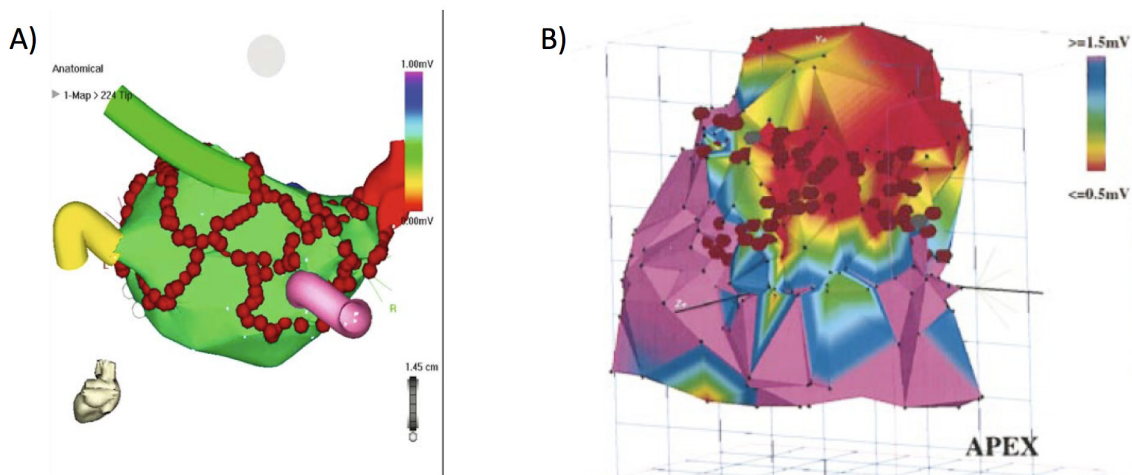 A)
Anatomical
1-Map > 224 Tip
1.00mV
0.00mV
L
R
1.45 cm
B)
>=1.5mV
<=0.5mV
APEX